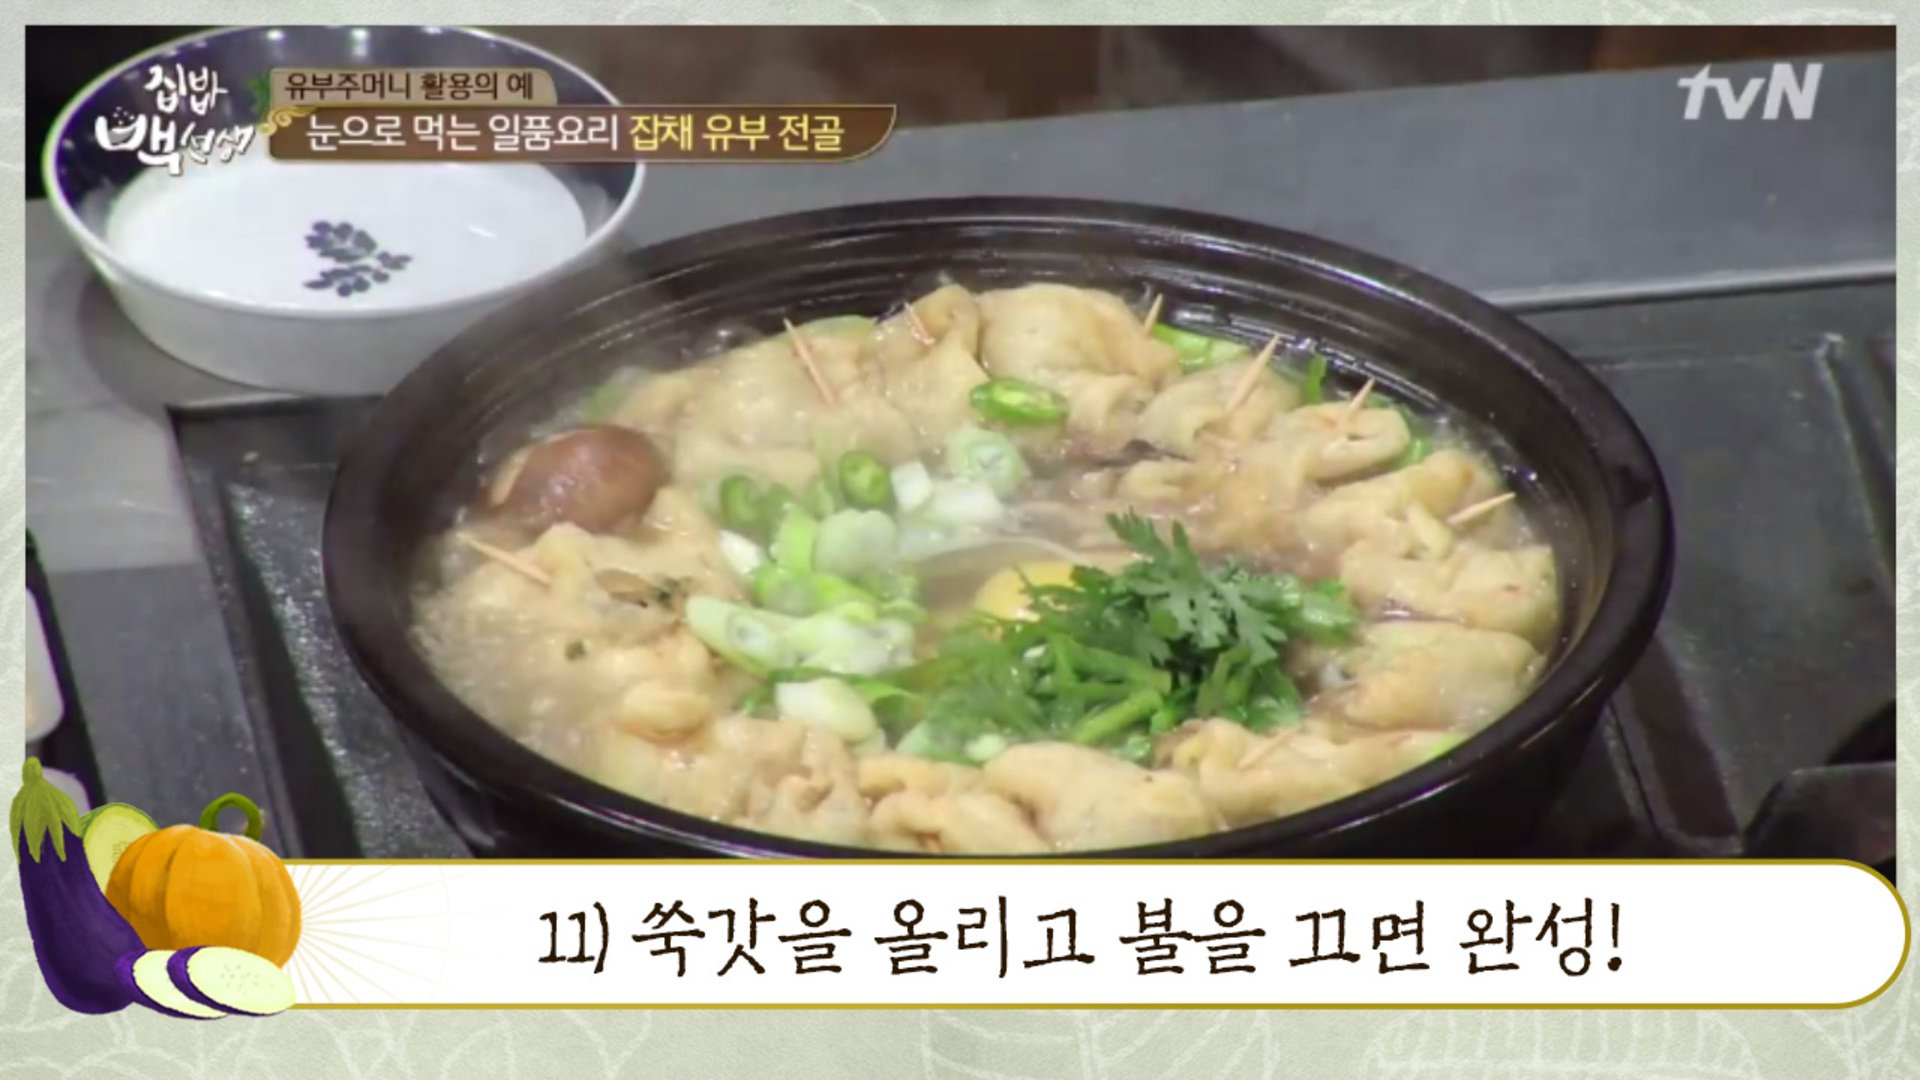 집밥
백선생
유부주머니 활용의 예
눈으로 먹는 일품요리 잡채 유부 전골
tvN
11) 쑥갓을 올리고 불을 끄면 완성!